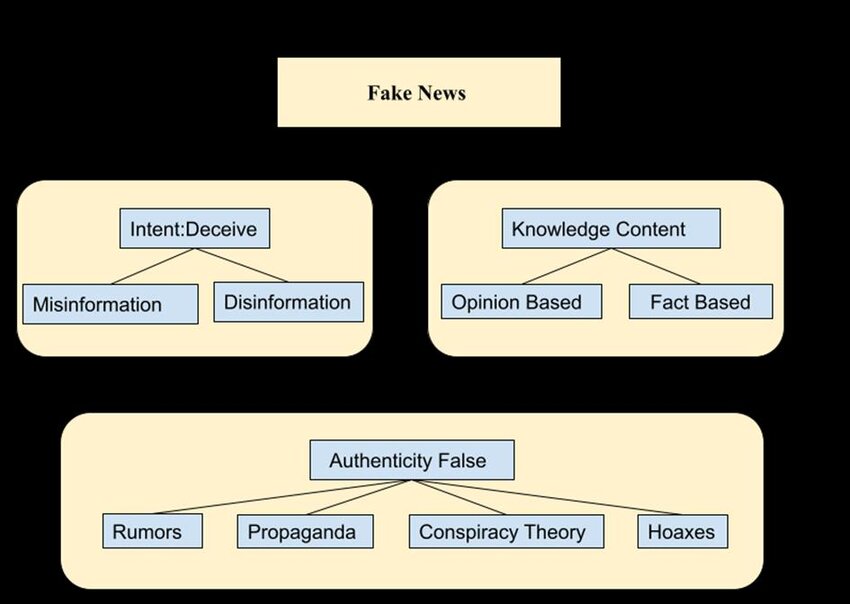 Fake News
Intent:Deceive
Misinformation
Disinformation
Knowledge Content
Opinion Based
Fact Based
Authenticity False
Rumors
Propaganda
Conspiracy Theory
Hoaxes